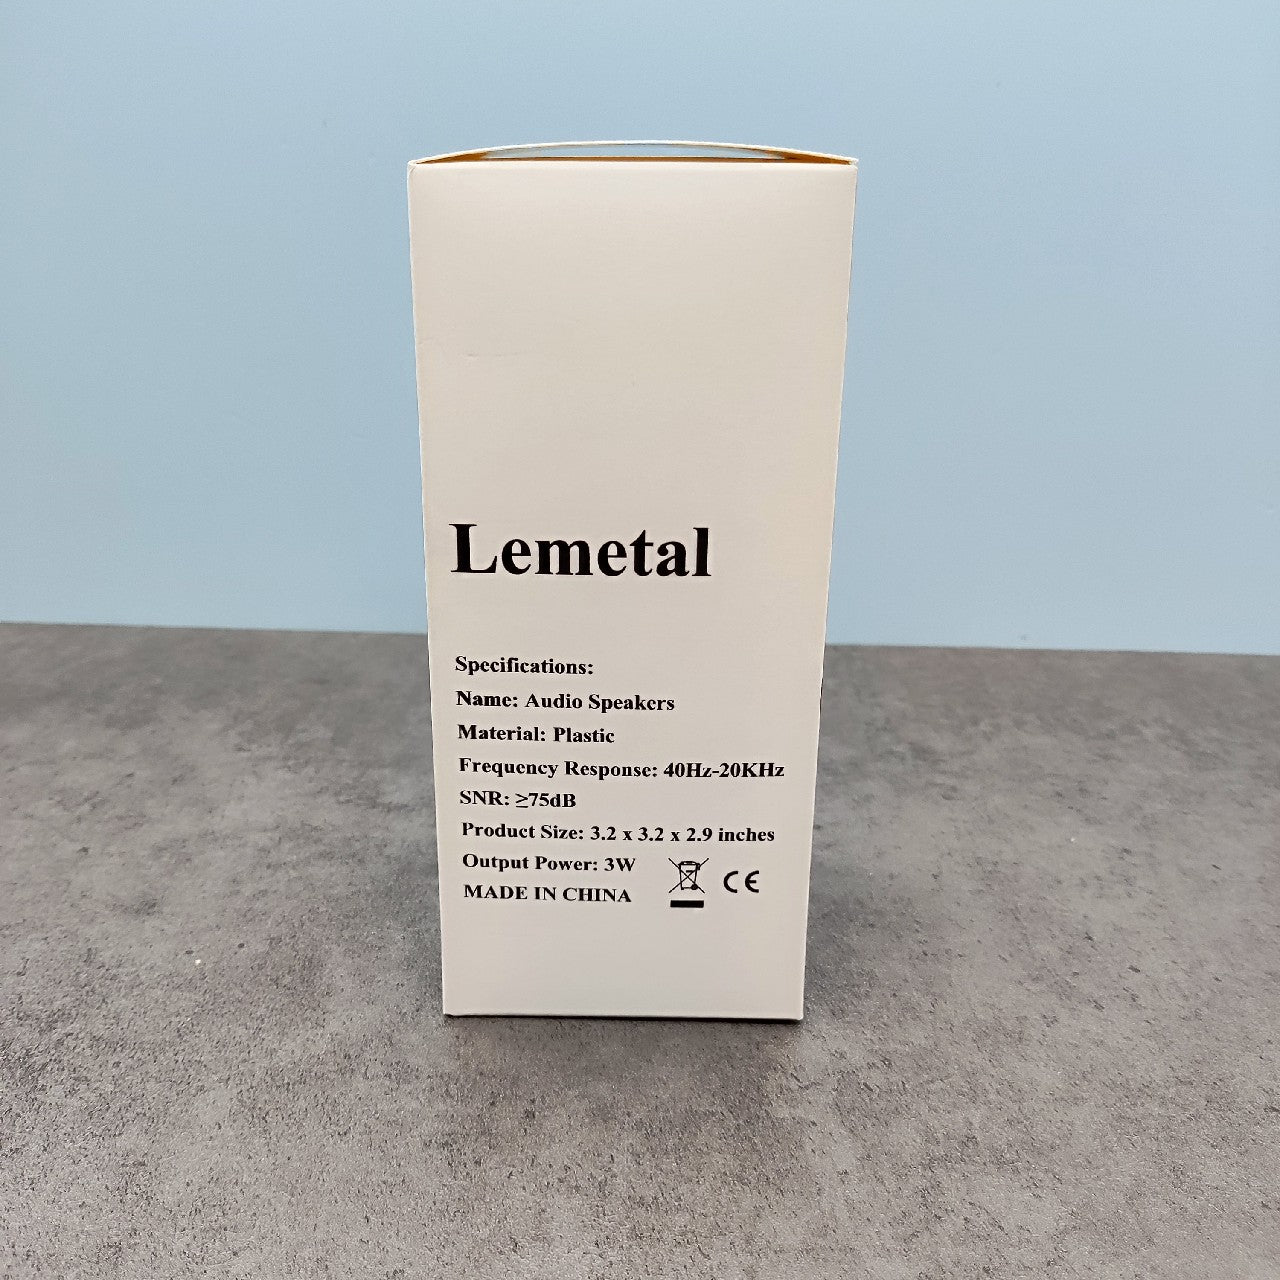 Lemetal
Specifications:
Name: Audio Speakers
Material: Plastic
Frequency Response: 40Hz-20KHz
SNR: ≥75dB
Product Size: 3.2 x 3.2 x 2.9 inches
Output Power: 3W
CE
MADE IN CHINA